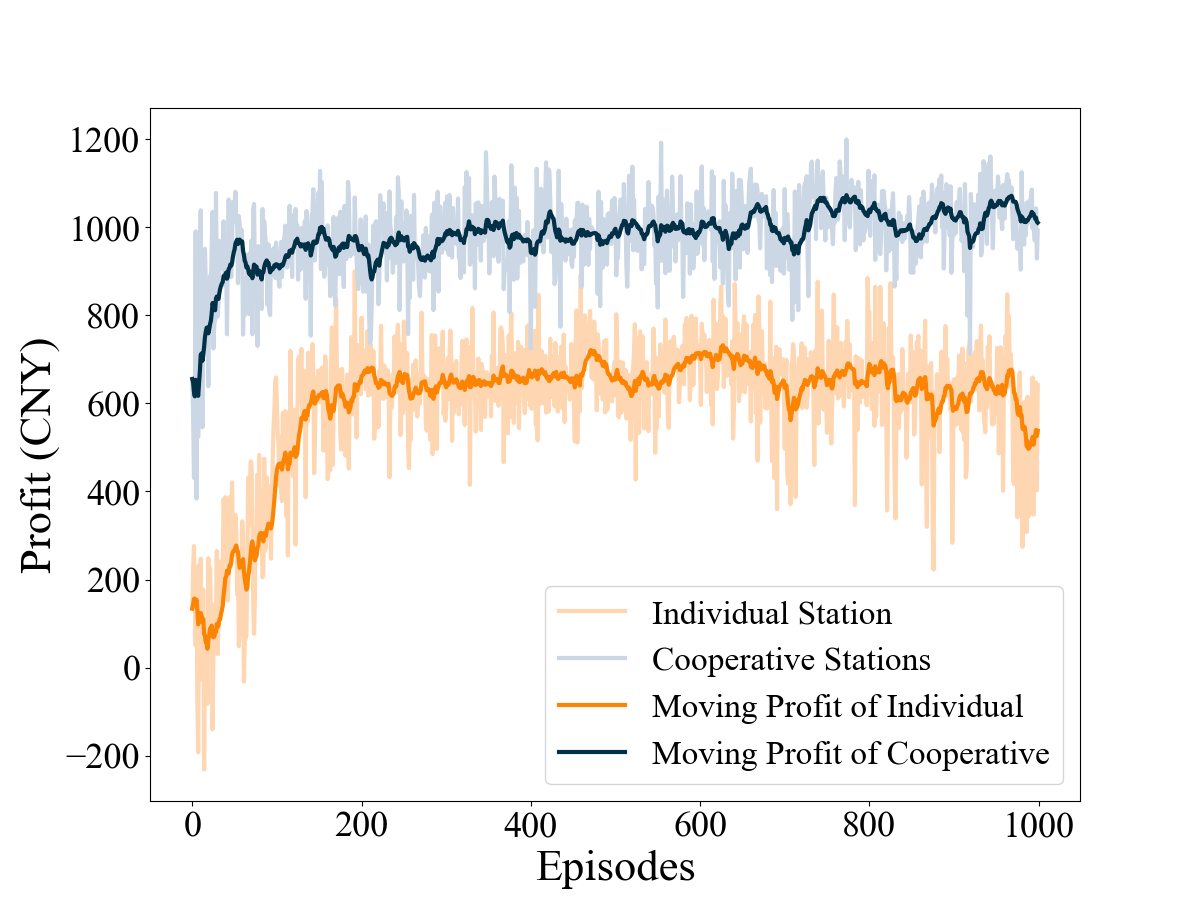 1200
1000
800
600
400
200
0
−200
Profit (CNY)
0 200 400 600 800 1000
Episodes
Individual Station
Cooperative Stations
Moving Profit of Individual
Moving Profit of Cooperative